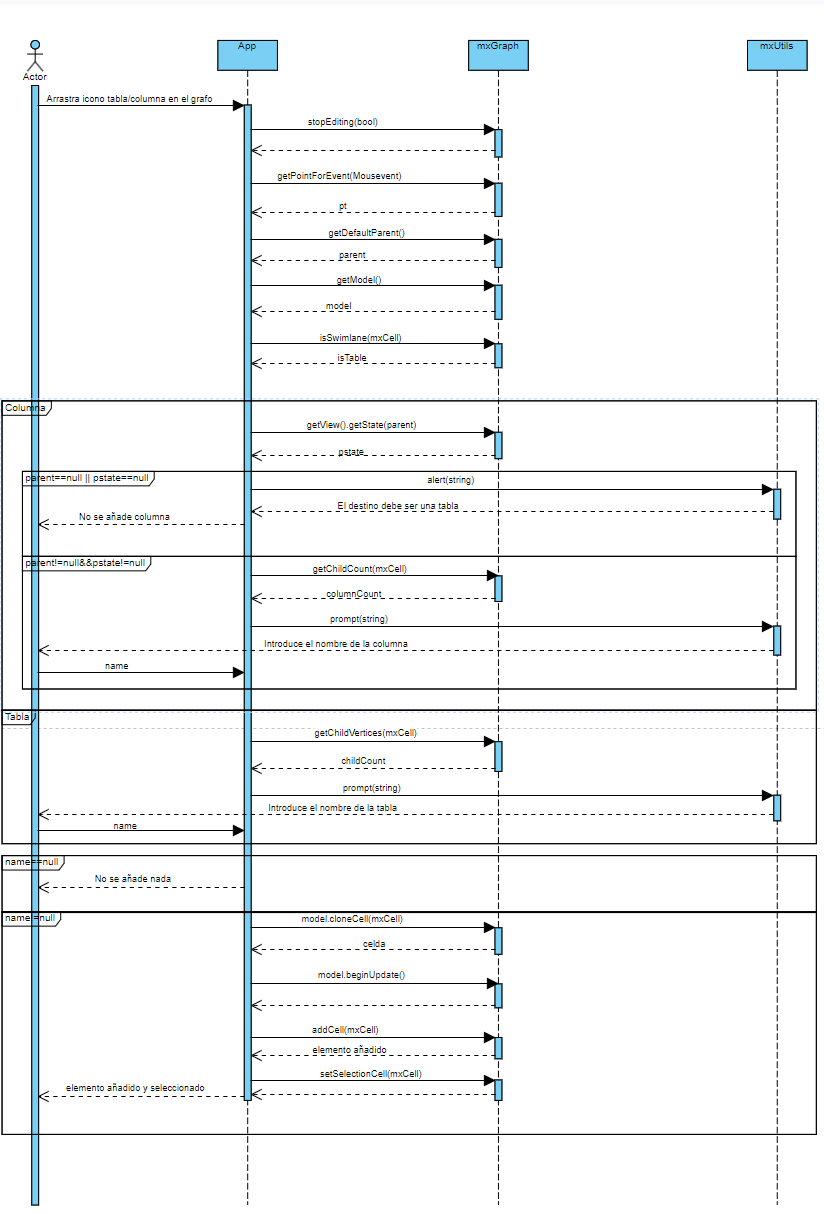 App
mxGraph
mxUtils
Actor
Arrastra icono tabla/columna en el grafo
stopEditing(bool)
getPointForEvent(Mousevent)
pt
getDefaultParent()
parent
getModel()
model
isSwimlane(mxCell)
isTable
Columna
getView().getState(parent)
pstate
parent==null || pstate==null
alert(string)
El destino debe ser una tabla
No se añade columna
parent!=null&&pstate!=null
getChildCount(mxCell)
columnCount
prompt(string)
Introduce el nombre de la columna
name
Tabla
getChildVertices(mxCell)
childCount
prompt(string)
Introduce el nombre de la tabla
name
name==null
No se añade nada
name!=null
model.cloneCell(mxCell)
celda
model.beginUpdate()
addCell(mxCell)
elemento añadido
setSelectionCell(mxCell)
elemento añadido y seleccionado